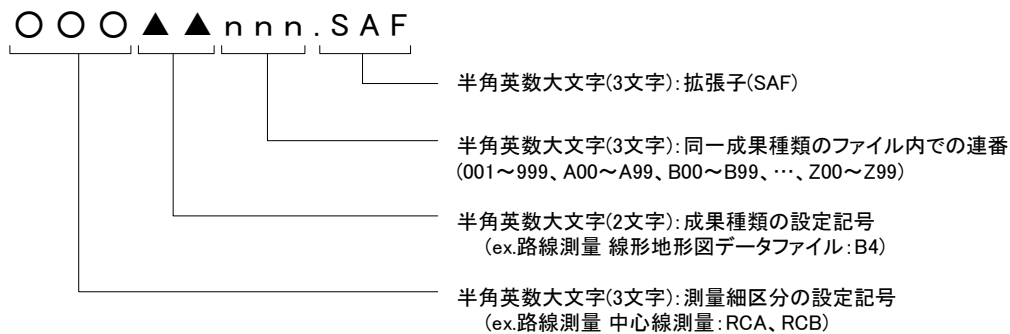 ○○○▲▲nnn.SAF
半角英数大文字(3文字):拡張子(SAF)
半角英数大文字(3文字):同一成果種類のファイル内での連番
(001～999、A00～A99、B00～B99、…、Z00～Z99)
半角英数大文字(2文字):成果種類の設定記号
(ex.路線測量 線形地形図データファイル:B4)
半角英数大文字(3文字):測量細区分の設定記号
(ex.路線測量 中心線測量:RCA、RCB)